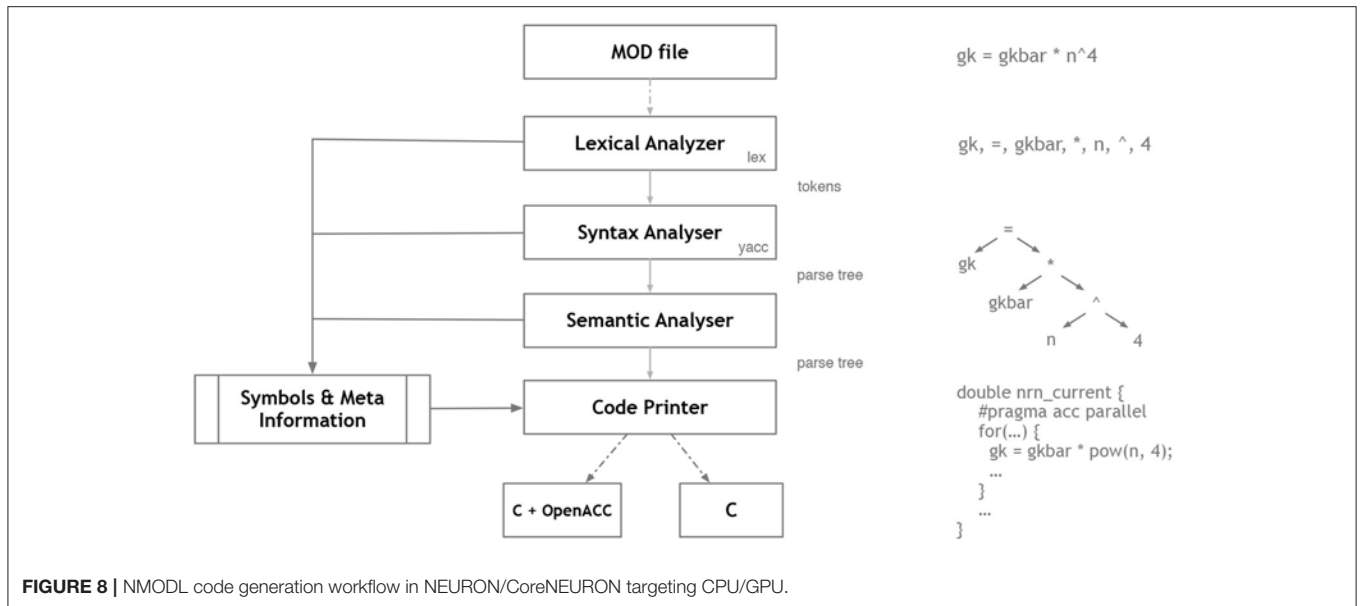 MOD file
gk = gkbar * n^4
Lexical Analyzer
lex
gk, =, gkbar, *, n, ^, 4
tokens
Syntax Analyser
yacc
=
gk
*
parse tree
gkbar
^
Semantic Analyser
n
4
parse tree
Symbols & Meta
Information
Code Printer
double nrn_current {
#pragma acc parallel
for(...) {
gk = gkbar * pow(n, 4);
...
}
...
}
C + OpenACC
C
FIGURE 8 | NMODL code generation workflow in NEURON/CoreNEURON targeting CPU/GPU.